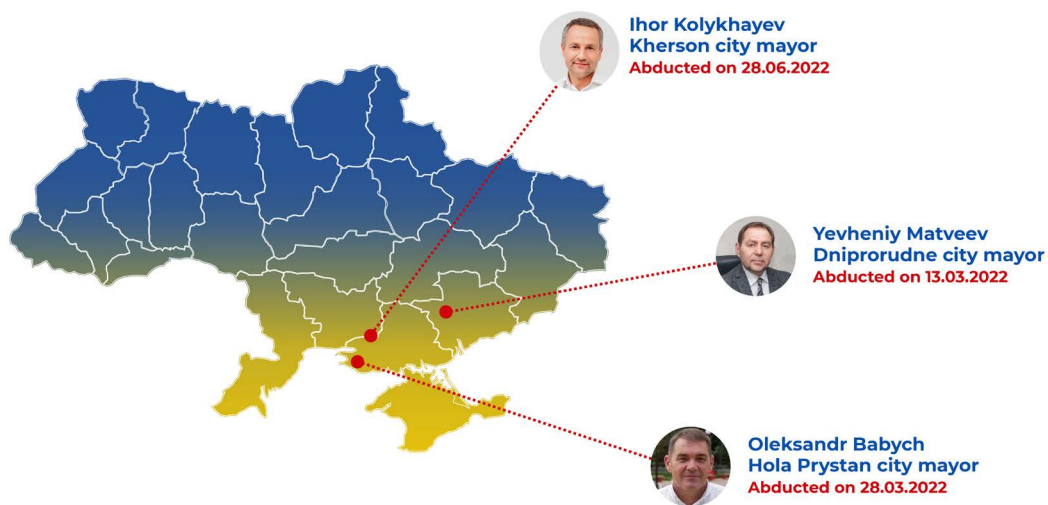 Ihor Kolykhayev
Kherson city mayor
Abducted on 28.06.2022
Yevheniy Matveev
Dniprorudne city mayor
Abducted on 13.03.2022
Oleksandr Babych
Hola Prystan city mayor
Abducted on 28.03.2022